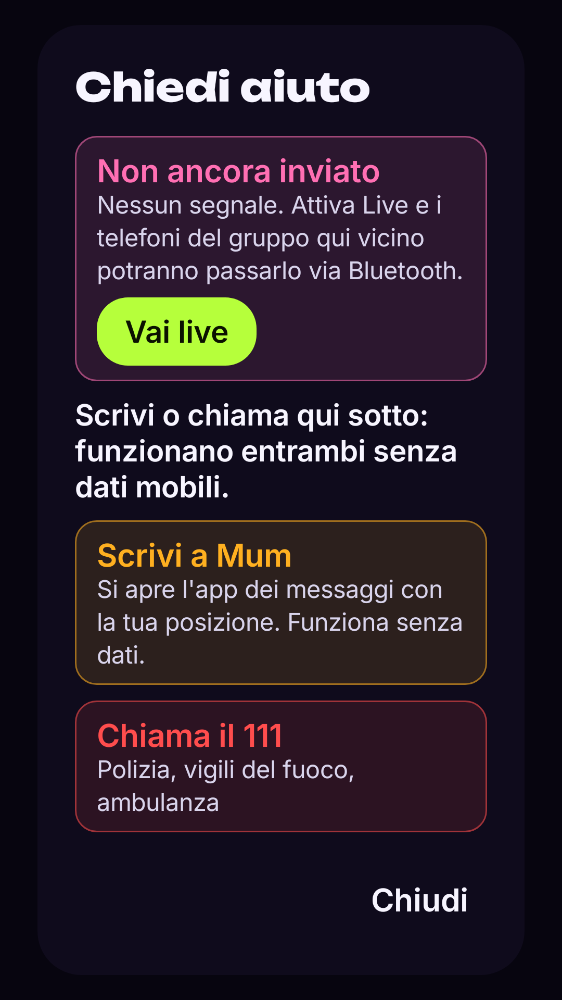 Chiedi aiuto
Non ancora inviato
Nessun segnale. Attiva Live e i
telefoni del gruppo qui vicino
potranno passarlo via Bluetooth.
Vai live
Scrivi o chiama qui sotto:
funzionano entrambi senza
dati mobili.
Scrivi a Mum
Si apre l'app dei messaggi con
la tua posizione. Funziona senza
dati.
Chiama il 111
Polizia, vigili del fuoco,
ambulanza
Chiudi